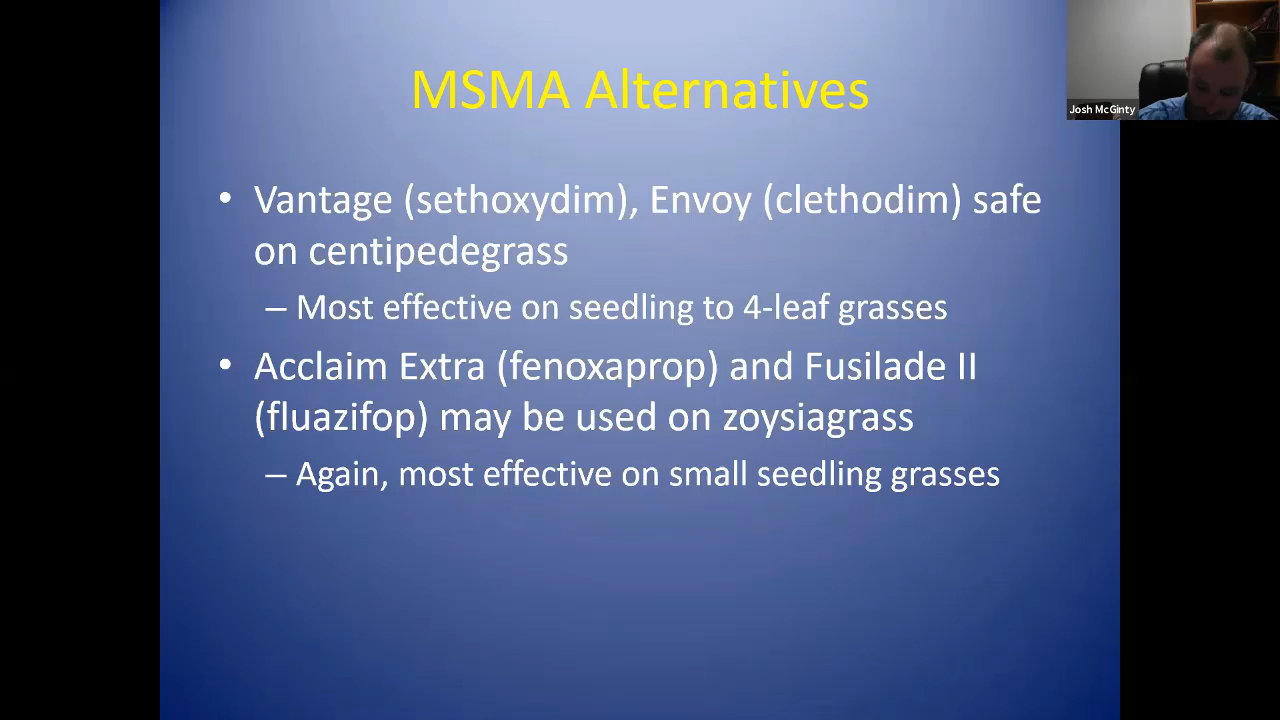 MSMA Alternatives
Josh McGinty
• Vantage (sethoxydim), Envoy (clethodim) safe
on centipedegrass
– Most effective on seedling to 4-leaf grasses
• Acclaim Extra (fenoxaprop) and Fusilade II
(fluazifop) may be used on zoysiagrass
– Again, most effective on small seedling grasses